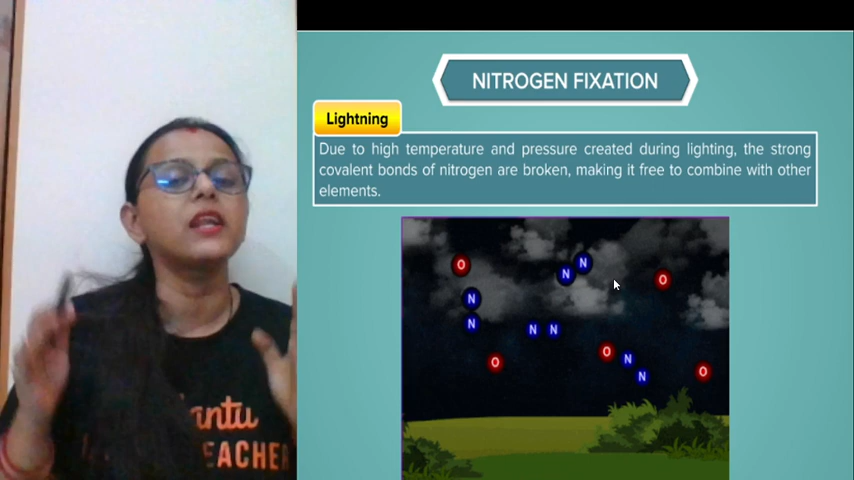 NITROGEN FIXATION
Lightning
Due to high temperature and pressure created during lighting, the strong
covalent bonds of nitrogen are broken, making it free to combine with other
elements.
O
N
N
O
N
N
N
N
O
O
N
N
O
antu
EACHER